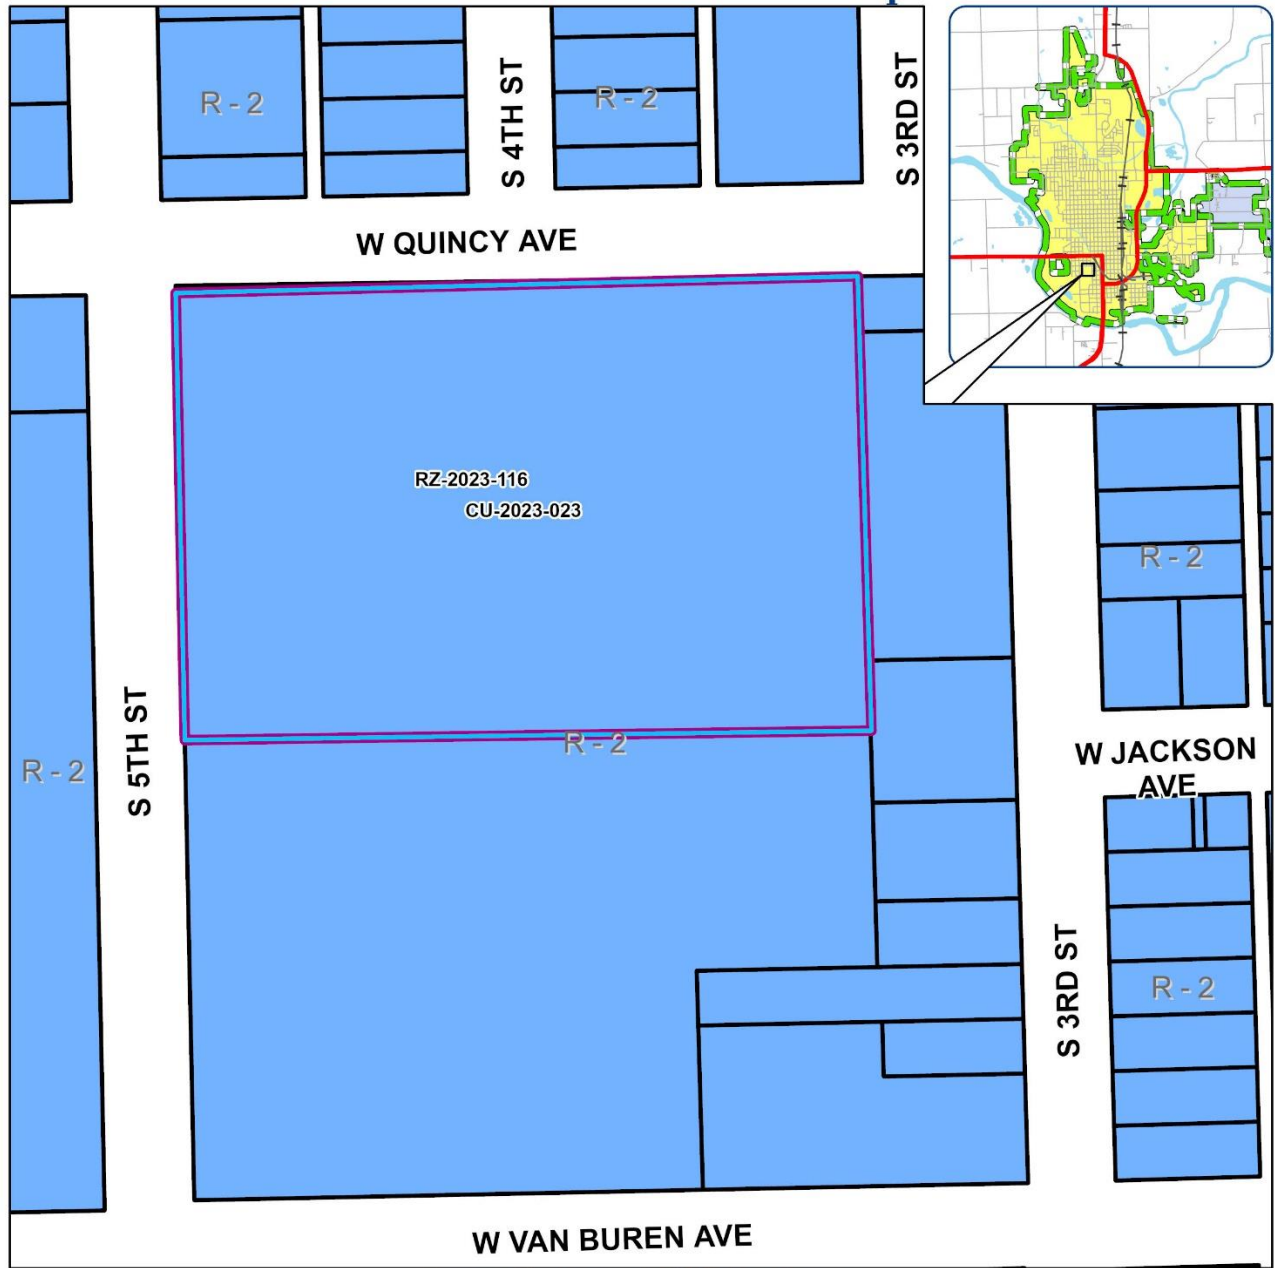 R - 2
S 4TH ST
R - 2
S 3RD ST
W QUINCY AVE
RZ-2023-116
CU-2023-023
R - 2
R - 2
R - 2
S 5TH ST
W JACKSON
AVE
S 3RD ST
R - 2
W VAN BUREN AVE